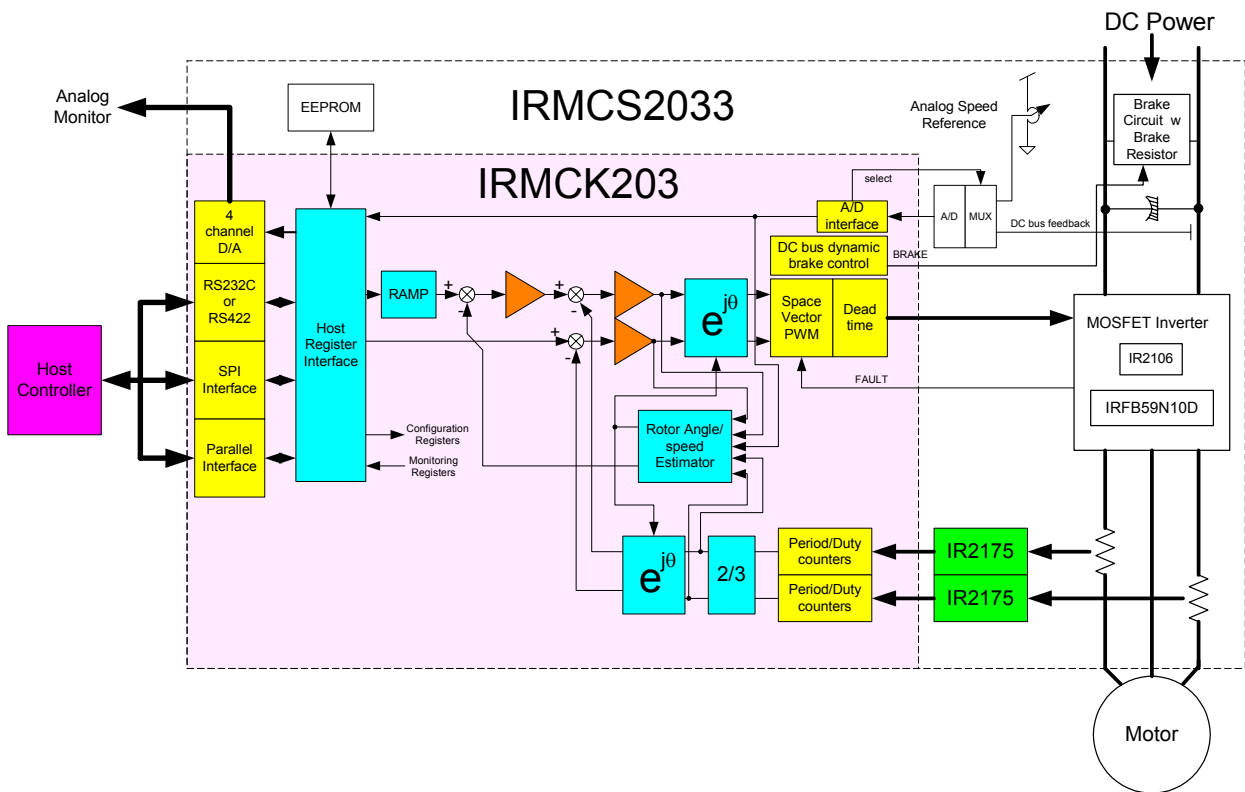 DC Power
Analog
Monitor
EEPROM
IRMCS2033
Analog Speed
Reference
Brake
Circuit w
Brake
Resistor
IRMCK203
select
4
channel
D/A
A/D
interface
A/D
MUX
DC bus feedback
DC bus dynamic
brake control
BRAKE
RS232C
or
RS422
Host
Register
Interface
RAMP
+
-
+
-
+
-
e^jθ
Space
Vector
PWM
Dead
time
MOSFET Inverter
IR2106
IRFB59N10D
FAULT
Host
Controller
SPI
Interface
Parallel
Interface
Configuration
Registers
Monitoring
Registers
Rotor Angle/
speed
Estimator
e^jθ
2/3
Period/Duty
counters
IR2175
Period/Duty
counters
IR2175
Motor